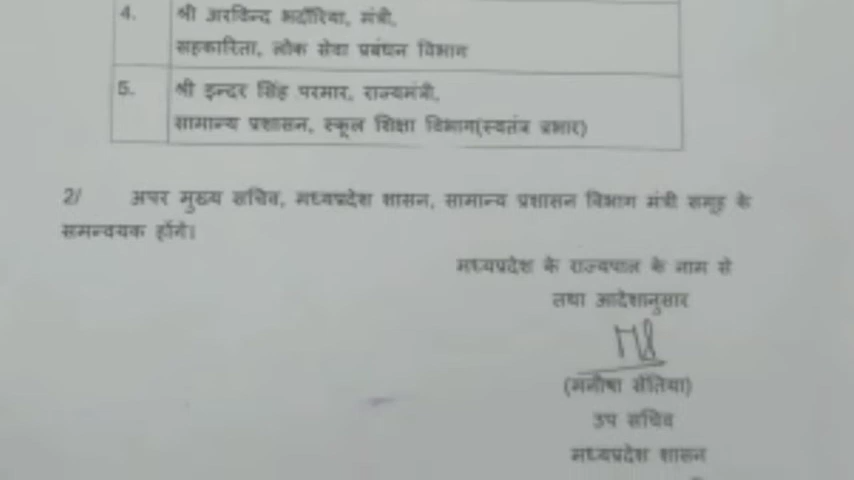 4. श्री अरविन्द भदौरिया, मंत्री,
सहकारिता, लोक सेवा प्रबंधन विभाग
5. श्री इन्दर सिंह परमार, राज्यमंत्री,
सामान्य प्रशासन, स्कूल शिक्षा विभाग(स्वतंत्र प्रभार)
2/ अपर मुख्य सचिव, मध्यप्रदेश शासन, सामान्य प्रशासन विभाग मंत्री समूह के
समन्वयक होंगे।
मध्यप्रदेश के राज्यपाल के नाम से
तथा आदेशानुसार
(मनीषा सेंतिया)
उप सचिव
मध्यप्रदेश शासन